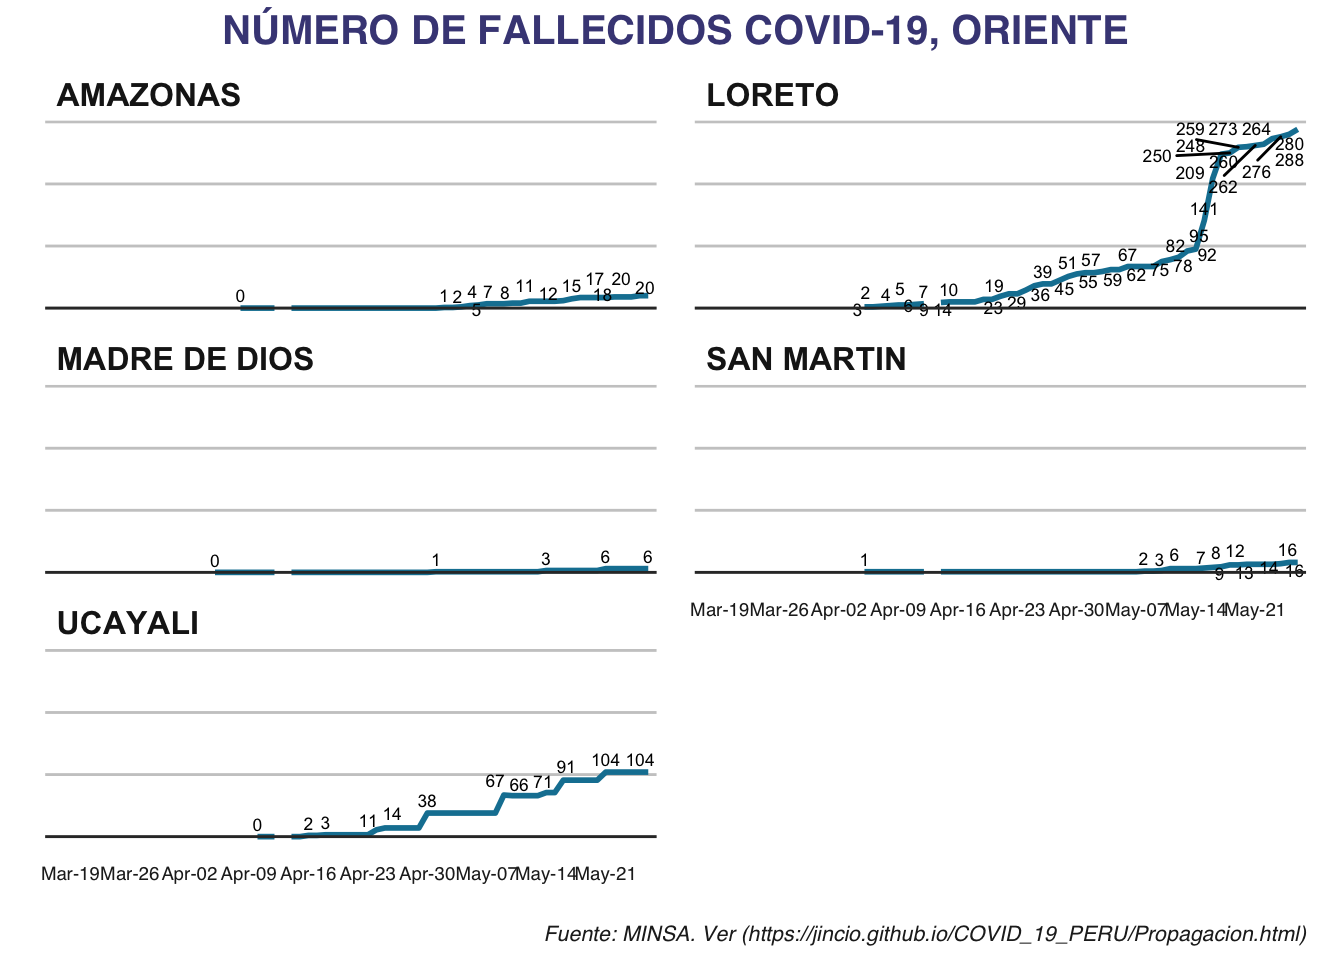 NÚMERO DE FALLECIDOS COVID-19, ORIENTE
AMAZONAS
0 1 2 4 5 7 8 11 12 15 17 18 20 20
LORETO
2 3 4 5 6 7 9 14 10 19 23 29 39 36 51 45 57 55 59 67 62 75 82 78 95 92 141 209 250 248 259 273 260 262 264 276 280 288
MADRE DE DIOS
0 1 3 6 6
SAN MARTIN
1 2 3 6 7 8 9 12 13 14 16 16
Mar-19 Mar-26 Apr-02 Apr-09 Apr-16 Apr-23 Apr-30 May-07 May-14 May-21
UCAYALI
0 2 3 11 14 38 67 66 71 91 104 104
Mar-19 Mar-26 Apr-02 Apr-09 Apr-16 Apr-23 Apr-30 May-07 May-14 May-21
Fuente: MINSA. Ver (https://jincio.github.io/COVID_19_PERU/Propagacion.html)